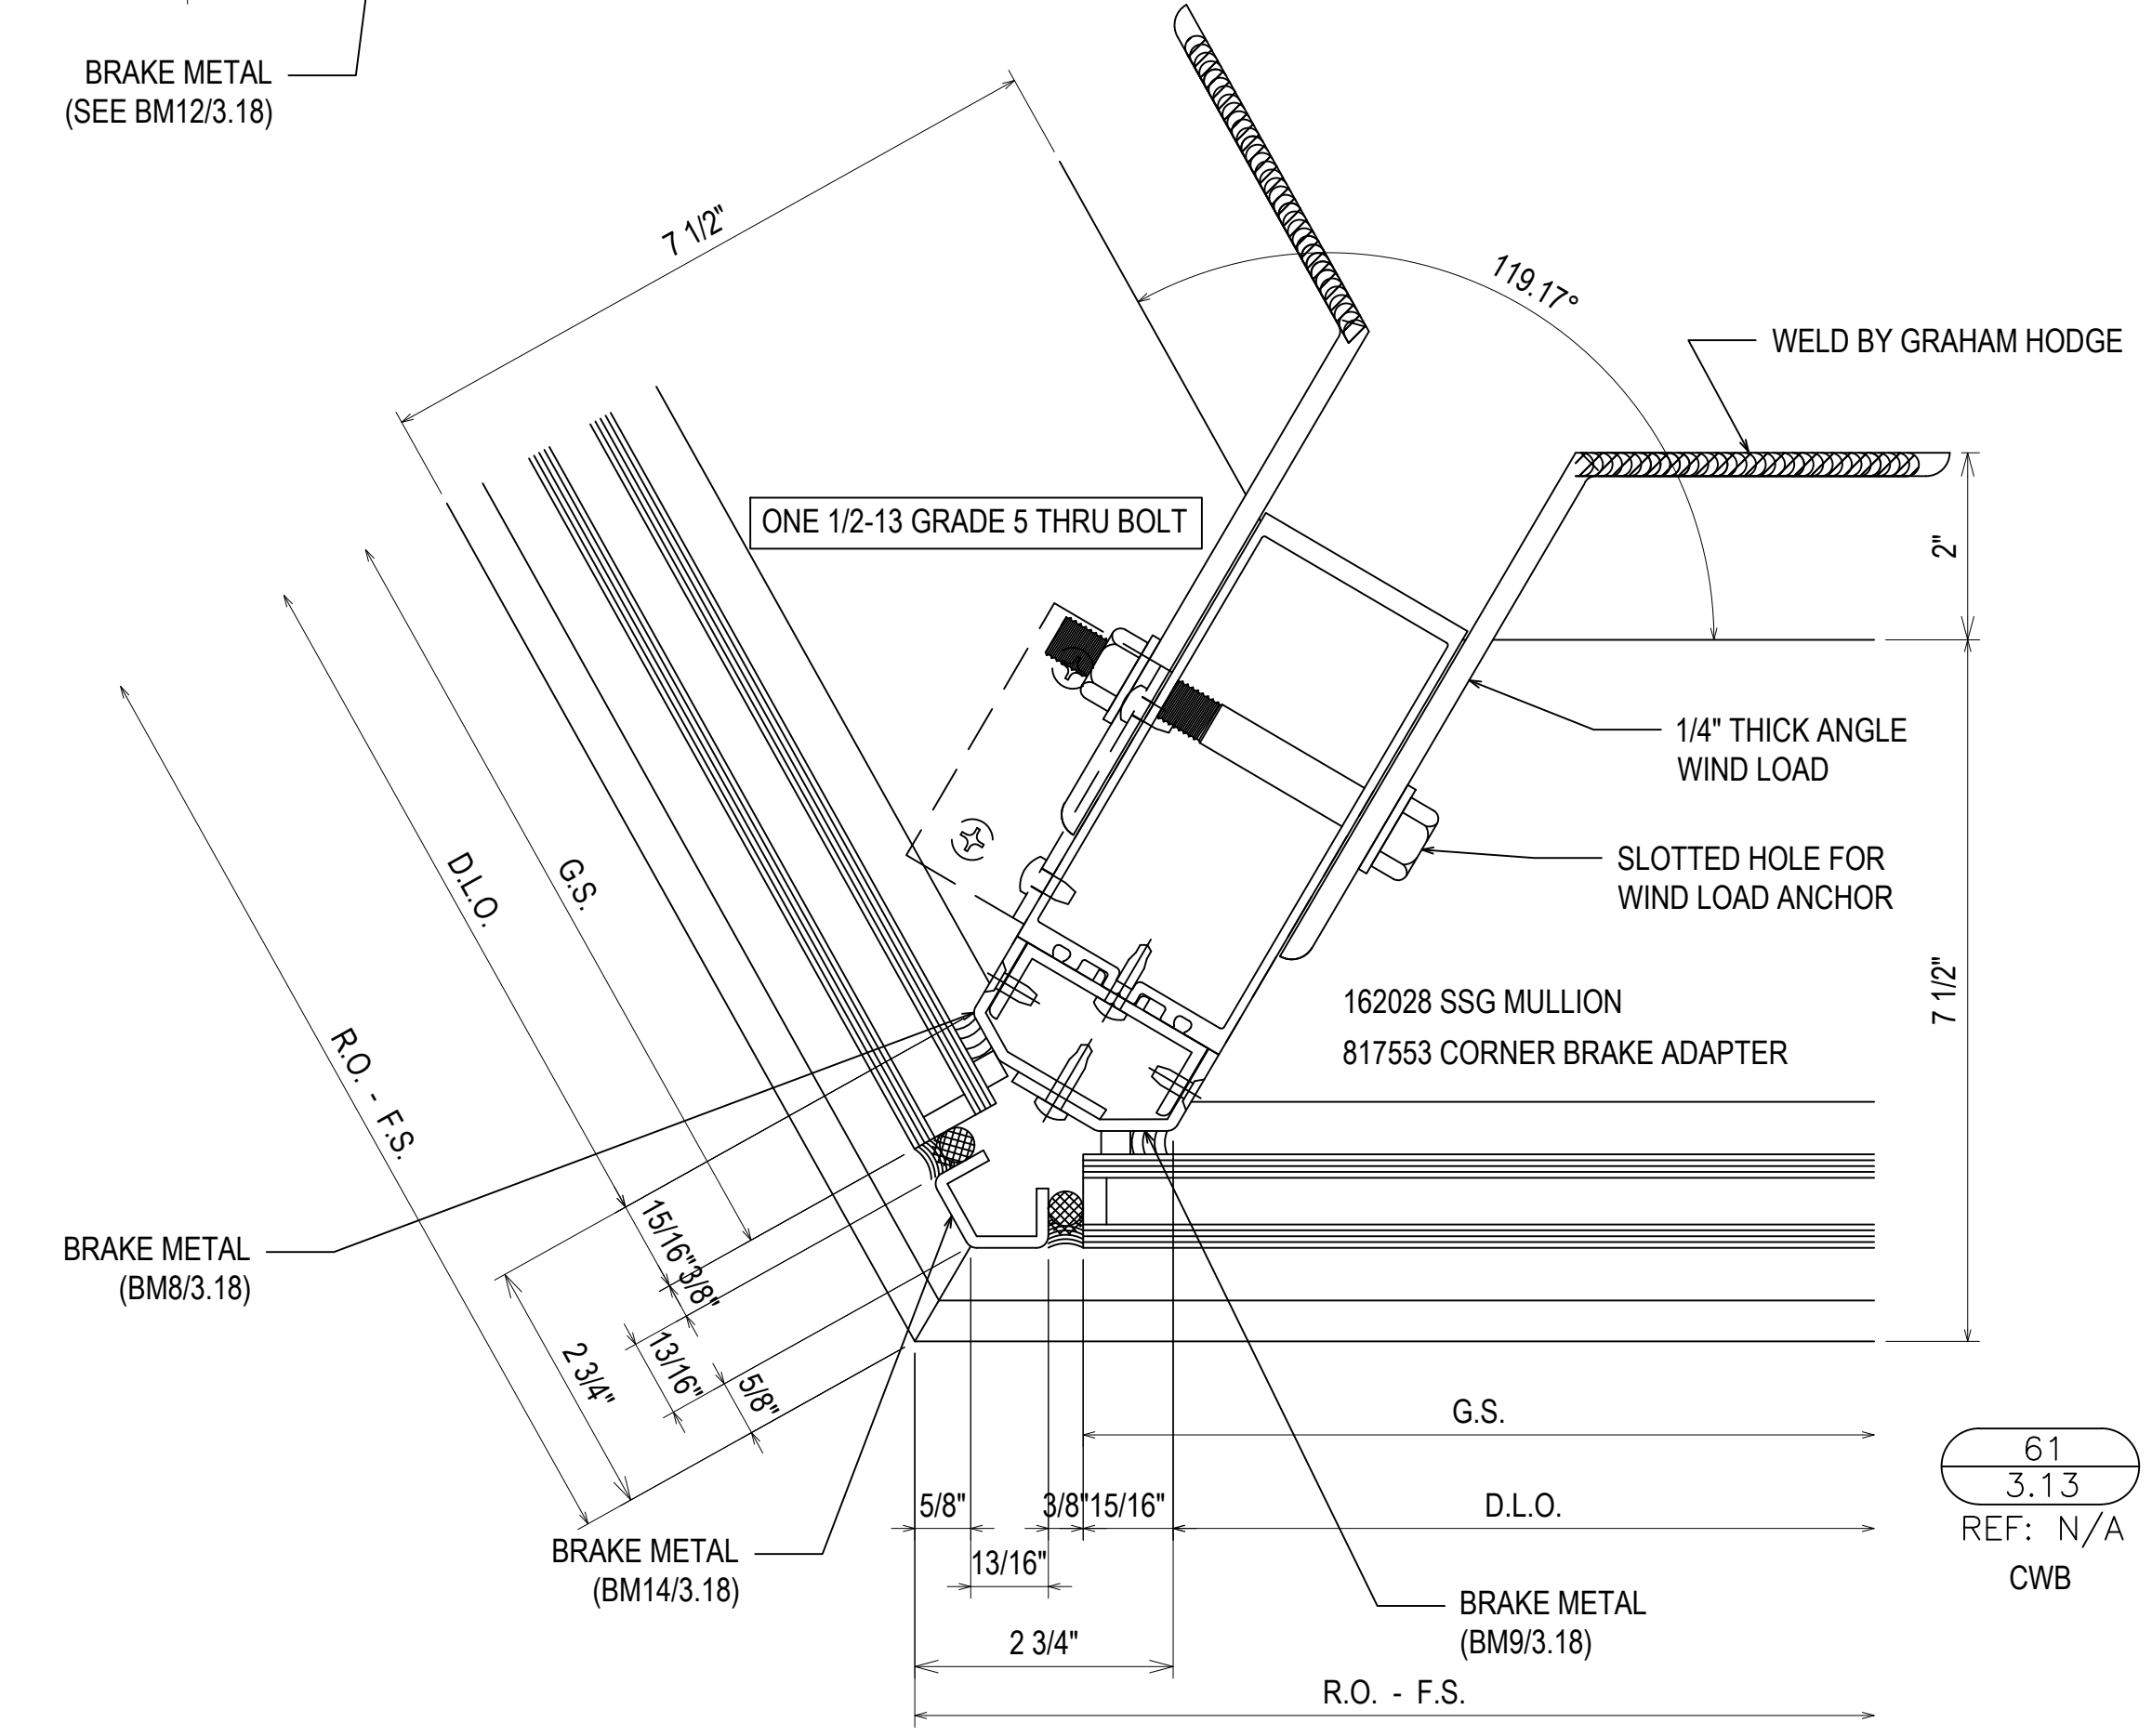 BRAKE METAL
(SEE BM12/3.18)
7 1/2"
119.17°
WELD BY GRAHAM HODGE
ONE 1/2-13 GRADE 5 THRU BOLT
2"
1/4" THICK ANGLE
WIND LOAD
SLOTTED HOLE FOR
WIND LOAD ANCHOR
D.L.O.
G.S.
R.O. - F.S.
162028 SSG MULLION
817553 CORNER BRAKE ADAPTER
7 1/2"
BRAKE METAL
(BM8/3.18)
15/16"
3/8"
13/16"
5/8"
2 3/4"
G.S.
5/8"
3/8"
15/16"
D.L.O.
13/16"
BRAKE METAL
(BM14/3.18)
BRAKE METAL
(BM9/3.18)
2 3/4"
R.O. - F.S.
61
3.13
REF: N/A
CWB